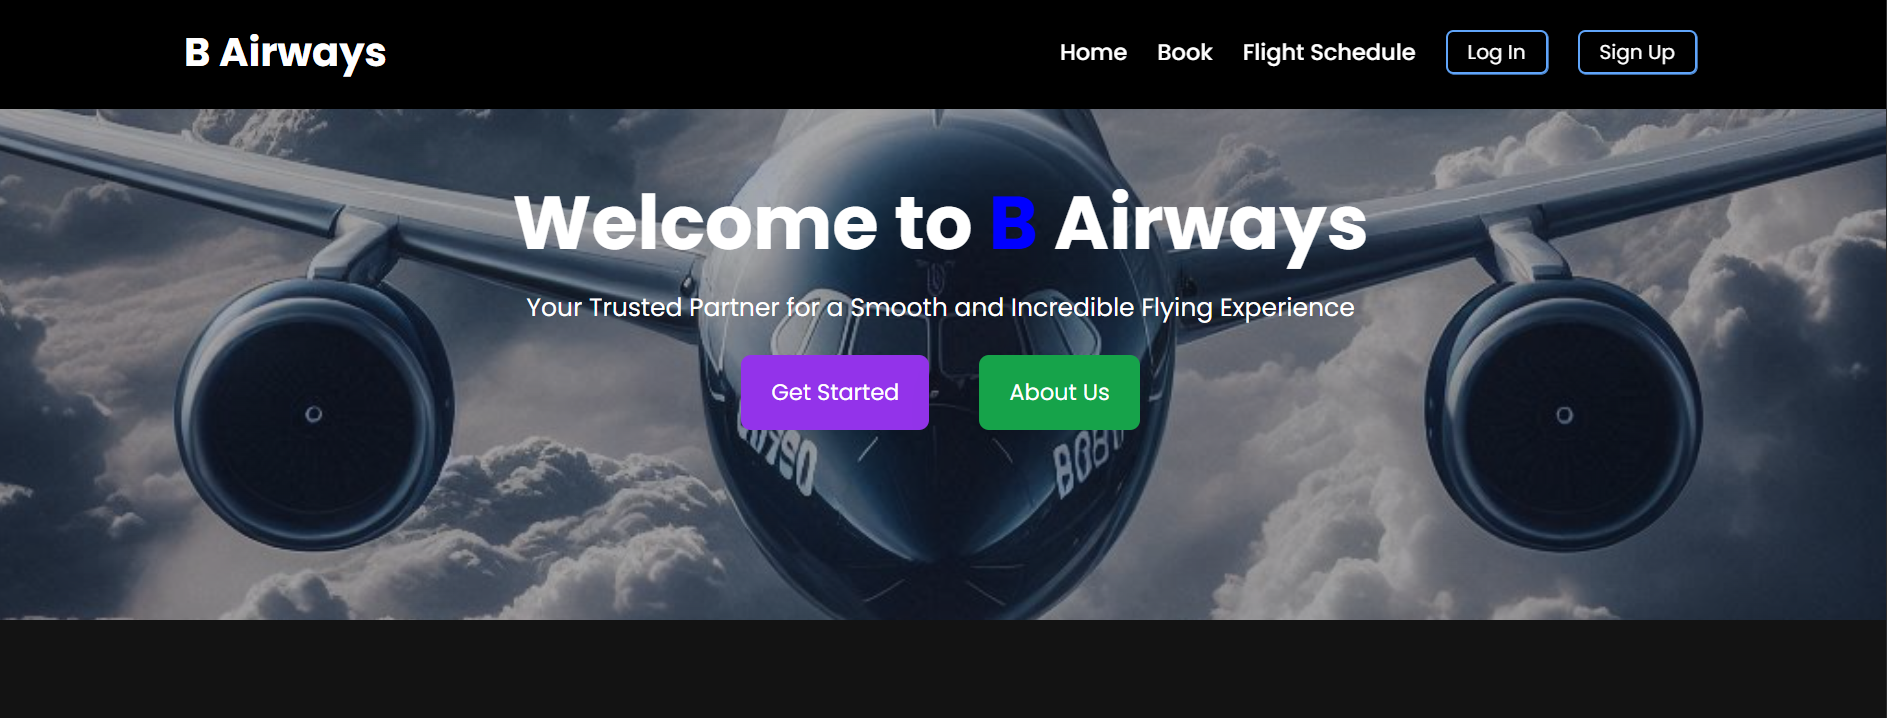 B Airways
Home Book Flight Schedule Log In Sign Up
Welcome to B Airways
Your Trusted Partner for a Smooth and Incredible Flying Experience
Get Started About Us